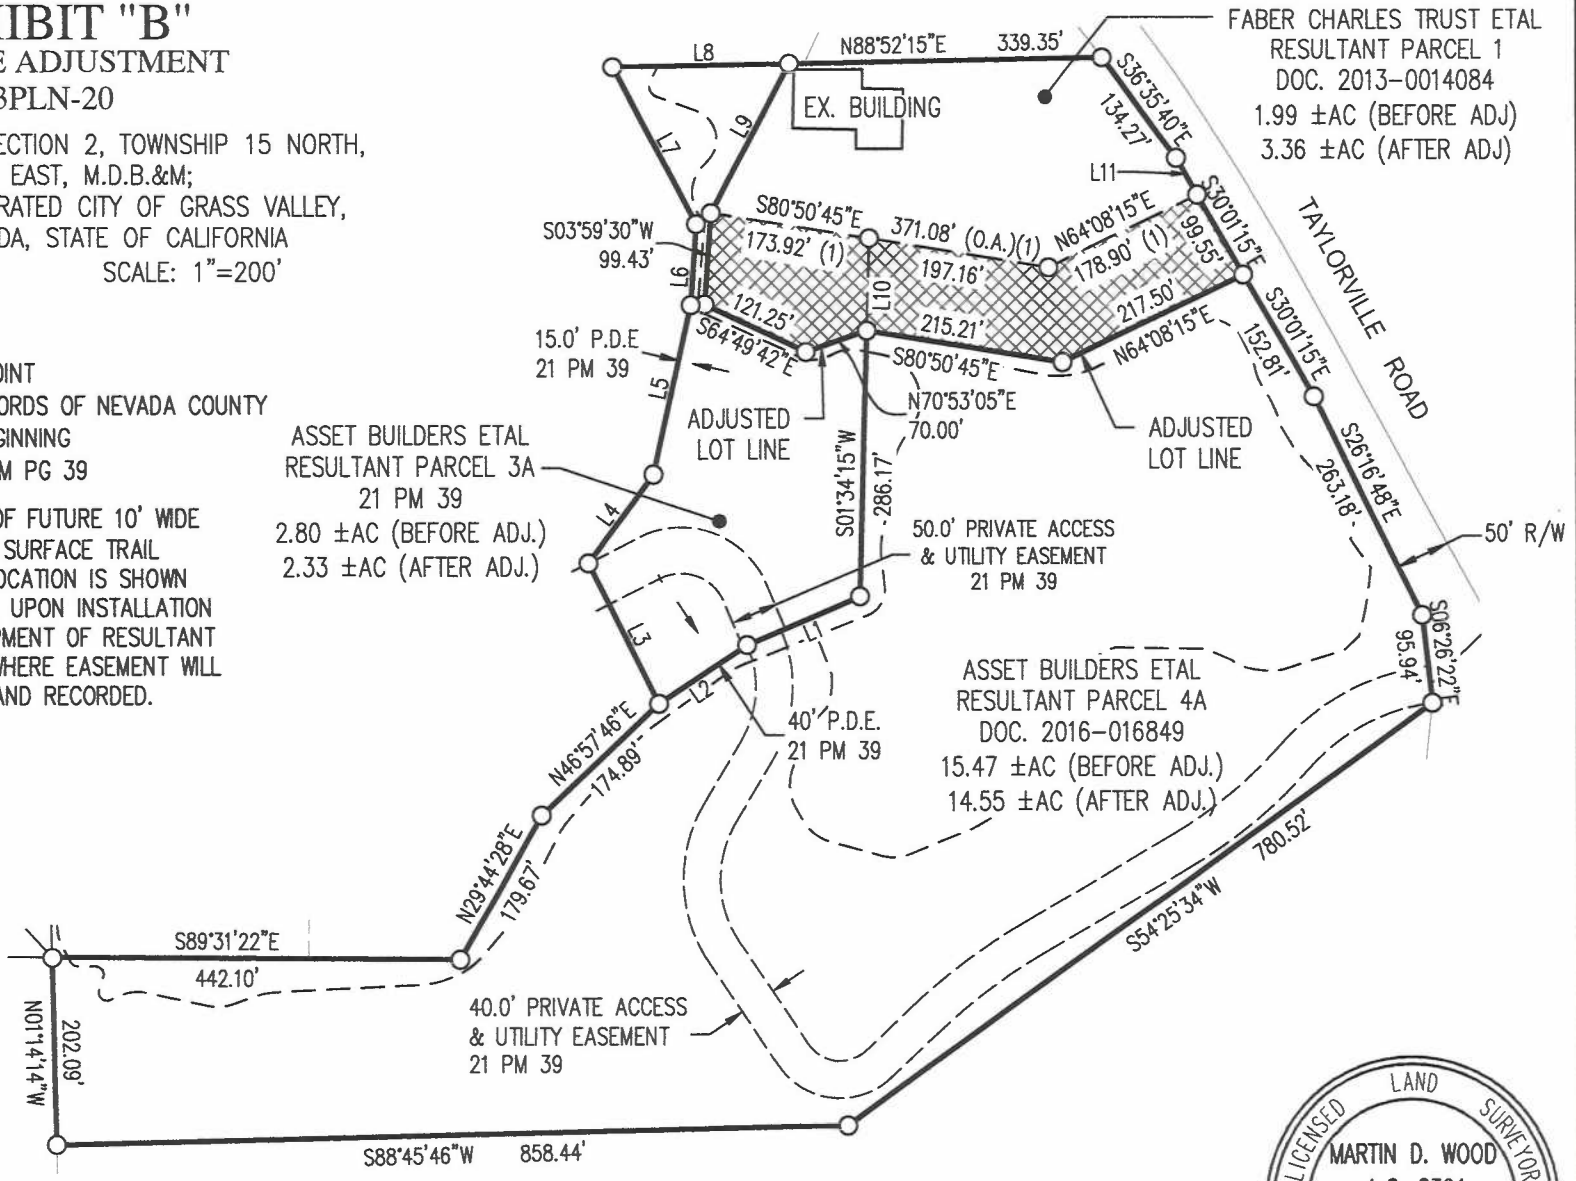 HIBIT "B"
E ADJUSTMENT
3PLN-20
ECTION 2, TOWNSHIP 15 NORTH,
EAST, M.D.B.&M;
RATED CITY OF GRASS VALLEY,
DA, STATE OF CALIFORNIA
SCALE: 1"=200'
OINT
ORDS OF NEVADA COUNTY
GINNING
M PG 39
OF FUTURE 10' WIDE
SURFACE TRAIL
OCATION IS SHOWN
UPON INSTALLATION
PMENT OF RESULTANT
WHERE EASEMENT WILL
AND RECORDED.
FABER CHARLES TRUST ETAL
RESULTANT PARCEL 1
DOC. 2013-0014084
1.99 ±AC (BEFORE ADJ)
3.36 ±AC (AFTER ADJ)
L8
N88°52'15"E 339.35'
EX. BUILDING
S36°35'40"E
134.27'
L7
L9
L11
S30°01'15"E
99.55'
TAYLORVILLE ROAD
S03°59'30"W
99.43'
S80°50'45"E
173.92' (1)
371.08' (O.A.)(1)
197.16'
N64°08'15"E
178.90' (1)
L6
L10
121.25'
S64°49'42"E
215.21'
S80°50'45"E
217.50'
N64°08'15"E
S30°01'15"E
152.81'
15.0' P.D.E
21 PM 39
L5
N70°53'05"E
70.00'
ADJUSTED
LOT LINE
ADJUSTED
LOT LINE
ASSET BUILDERS ETAL
RESULTANT PARCEL 3A
21 PM 39
2.80 ±AC (BEFORE ADJ.)
2.33 ±AC (AFTER ADJ.)
S01°34'15"W
286.17'
S26°16'48"E
263.18'
L4
50.0' PRIVATE ACCESS
& UTILITY EASEMENT
21 PM 39
50' R/W
L3
L1
L2
S06°26'22"E
95.94'
ASSET BUILDERS ETAL
RESULTANT PARCEL 4A
DOC. 2016-016849
15.47 ±AC (BEFORE ADJ.)
14.55 ±AC (AFTER ADJ.)
40' P.D.E.
21 PM 39
N46°57'46"E
174.89'
N29°44'28"E
179.67'
780.52'
S54°25'34"W
S89°31'22"E
442.10'
40.0' PRIVATE ACCESS
& UTILITY EASEMENT
21 PM 39
N01°14'14"W
202.09'
S88°45'46"W 858.44'
LICENSED LAND SURVEYOR
MARTIN D. WOOD